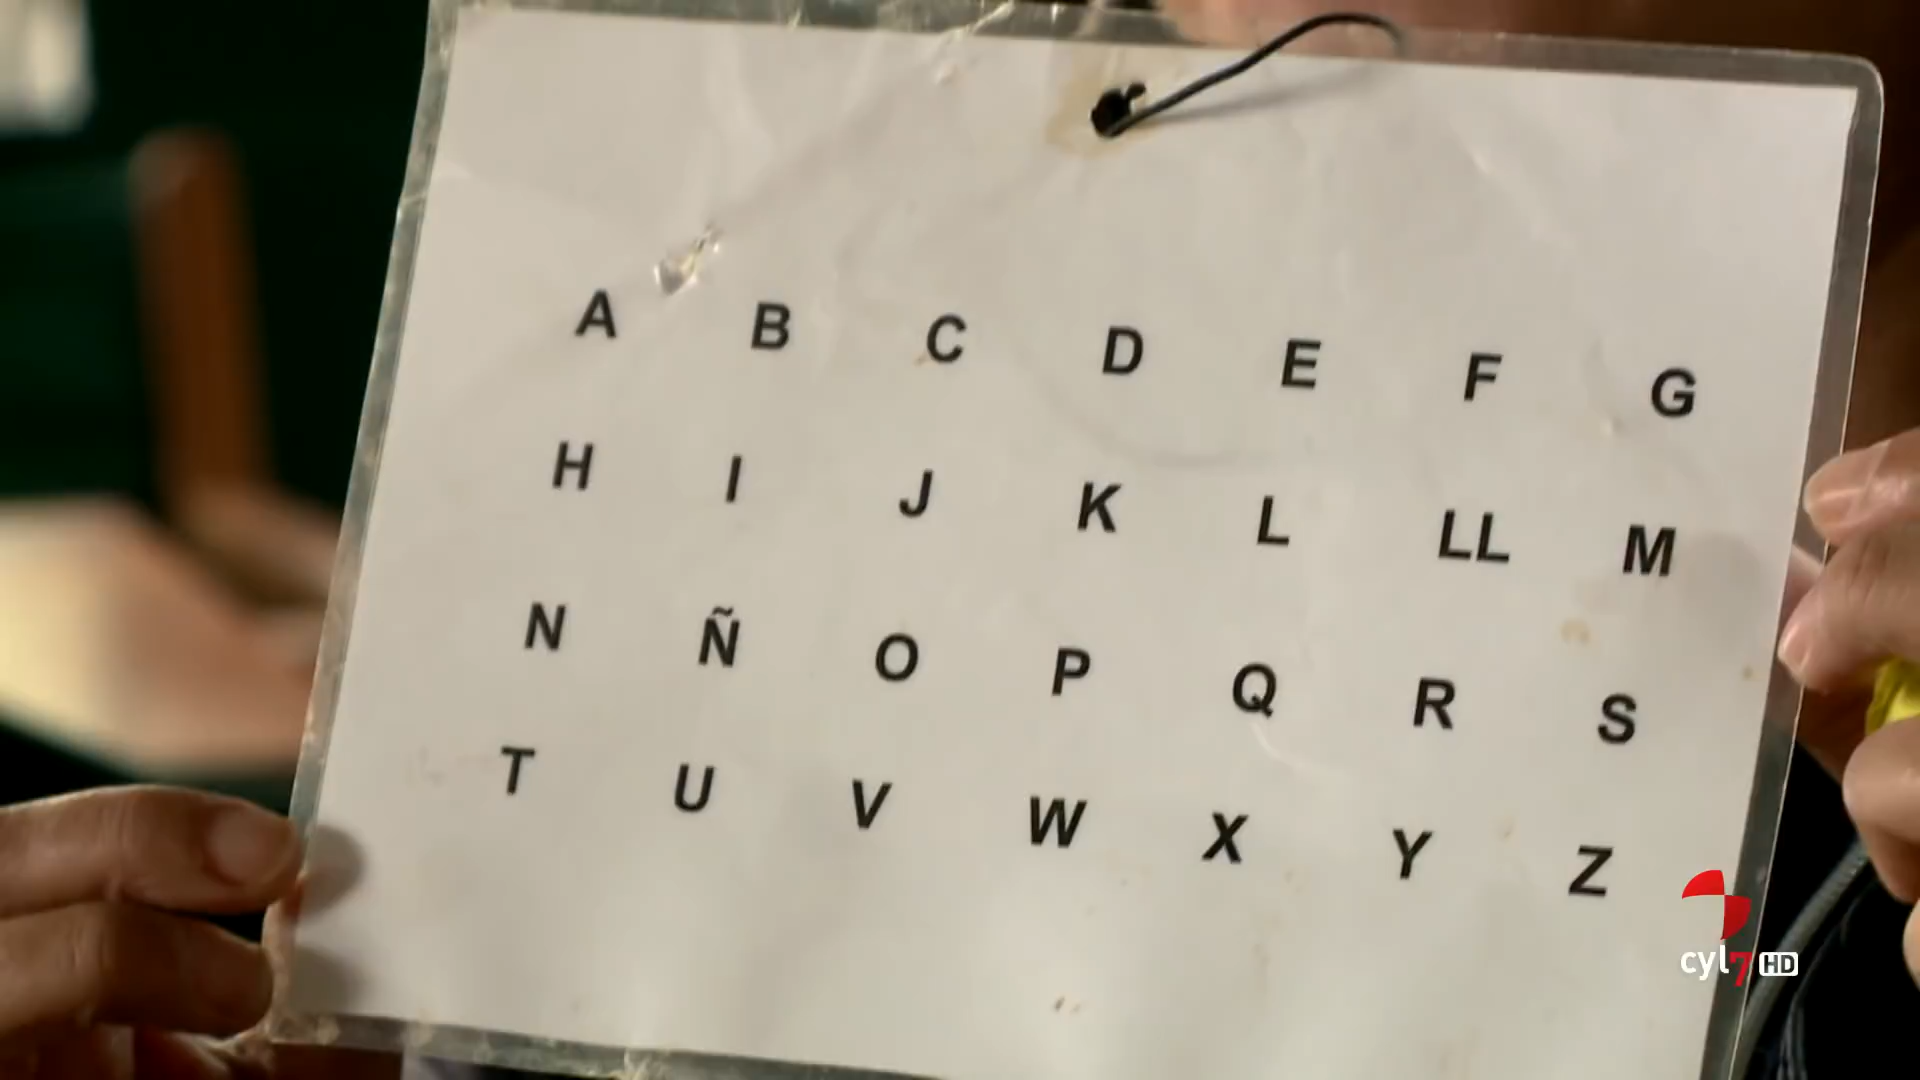 A B C D E F G
H I J K L LL M
N Ñ O P Q R S
T U V W X Y Z
cyl7 HD